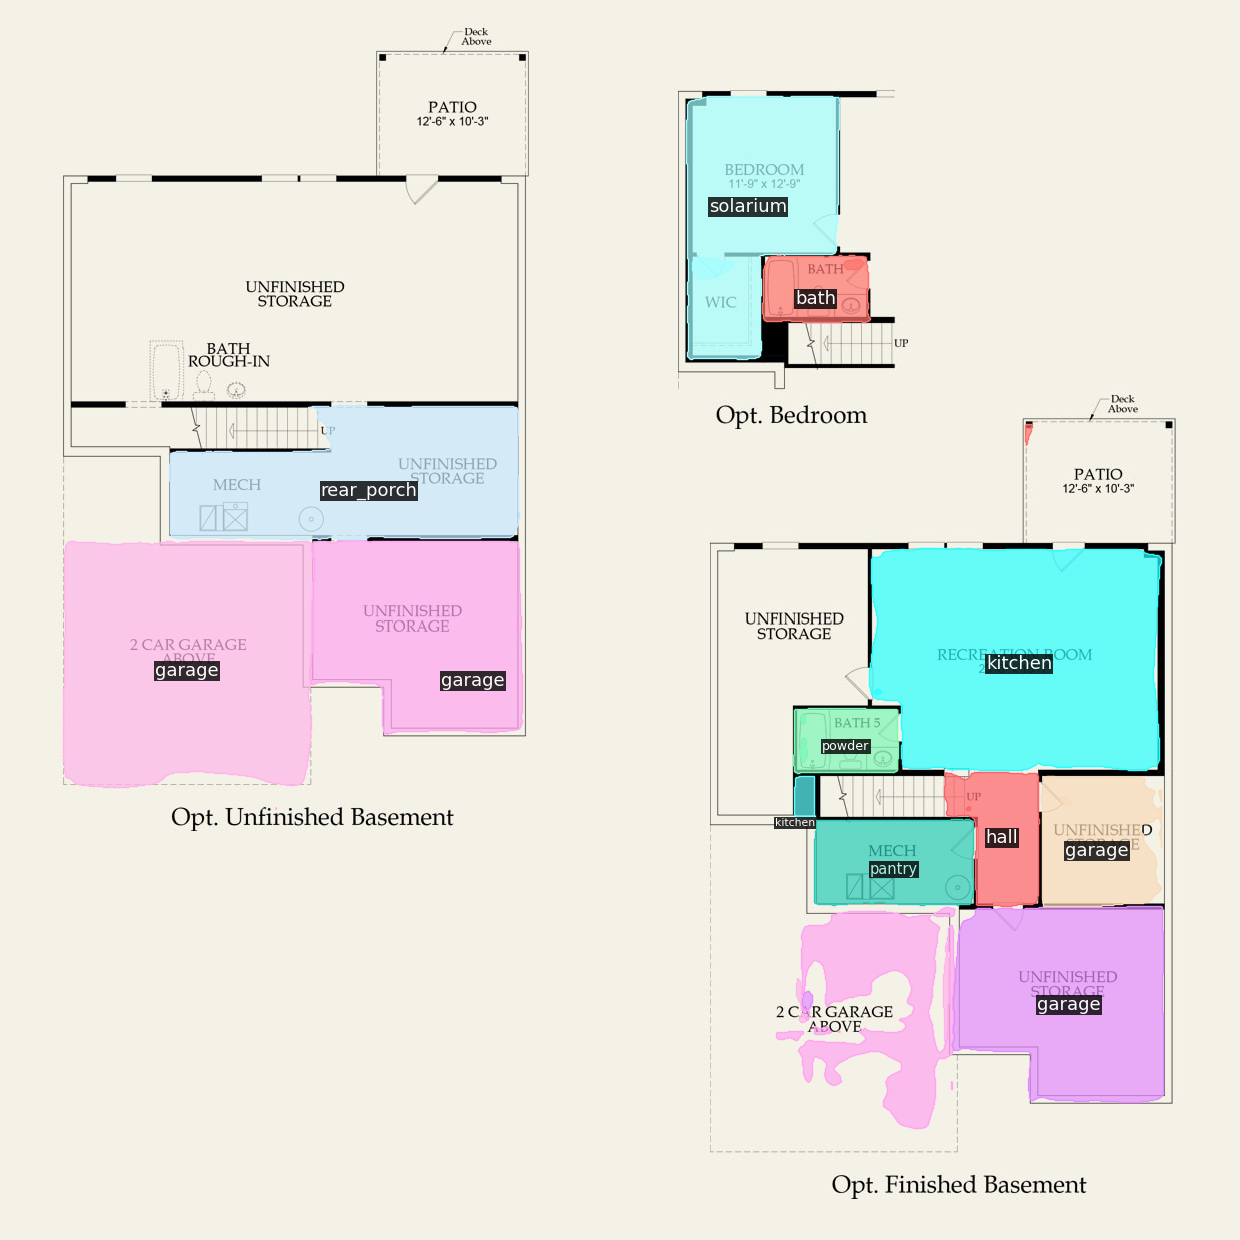 Deck
Above
PATIO
12'-6" x 10'-3"
UNFINISHED
STORAGE
BATH
ROUGH-IN
UP
UNFINISHED
STORAGE
MECH
rear_porch
UNFINISHED
STORAGE
2 CAR GARAGE
ABOVE
garage
garage
Opt. Unfinished Basement
BEDROOM
11'-9" x 12'-9"
solarium
BATH
bath
WIC
UP
Opt. Bedroom
Deck
Above
PATIO
12'-6" x 10'-3"
UNFINISHED
STORAGE
RECREATION ROOM
kitchen
BATH 5
powder
UP
kitchen
hall
UNFINISHED
STORAGE
garage
MECH
pantry
UNFINISHED
STORAGE
garage
2 CAR GARAGE
ABOVE
Opt. Finished Basement